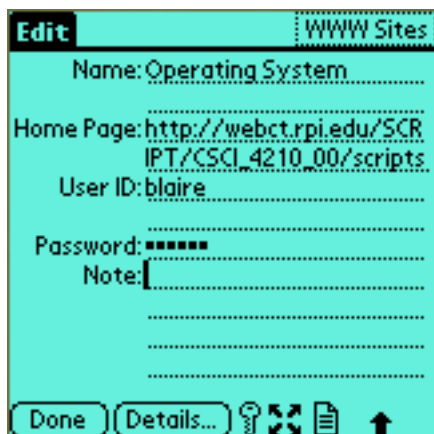 Edit WWW Sites
Name: Operating System
Home Page: http://webct.rpi.edu/SCR
IPT/CSCI_4210_00/scripts
User ID: blaire
Password: ▪▪▪▪▪▪
Note:
Done Details...